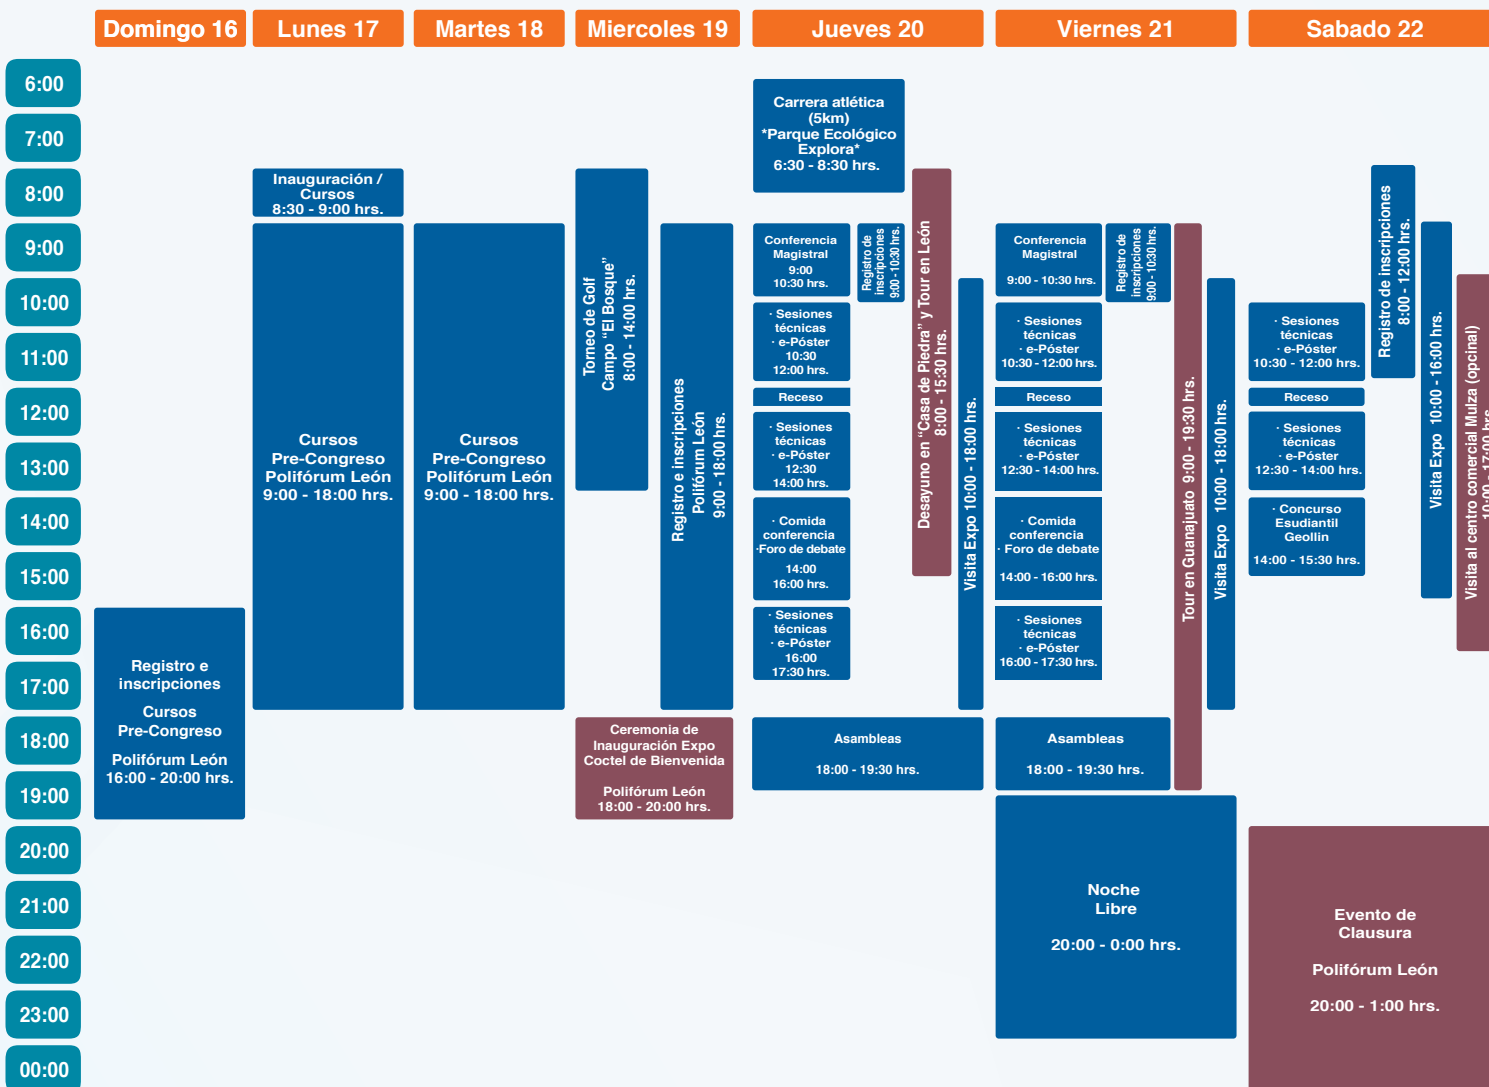 Domingo 16
Lunes 17
Martes 18
Miercoles 19
Jueves 20
Viernes 21
Sabado 22
6:00
7:00
8:00
9:00
10:00
11:00
12:00
13:00
14:00
15:00
16:00
17:00
18:00
19:00
20:00
21:00
22:00
23:00
00:00
Registro e
inscripciones
Cursos
Pre-Congreso
Polifórum León
16:00 - 20:00 hrs.
Inauguración /
Cursos
8:30 - 9:00 hrs.
Cursos
Pre-Congreso
Polifórum León
9:00 - 18:00 hrs.
Cursos
Pre-Congreso
Polifórum León
9:00 - 18:00 hrs.
Torneo de Golf
Campo "El Bosque"
8:00 - 14:00 hrs.
Registro e inscripciones
Polifórum León
9:00 - 18:00 hrs.
Ceremonia de
Inauguración Expo
Coctel de Bienvenida
Polifórum León
18:00 - 20:00 hrs.
Carrera atlética
(5km)
*Parque Ecológico
Explora*
6:30 - 8:30 hrs.
Conferencia
Magistral
9:00
10:30 hrs.
Registro de
inscripciones
9:00 - 10:30 hrs.
· Sesiones
técnicas
· e-Póster
10:30
12:00 hrs.
Receso
· Sesiones
técnicas
· e-Póster
12:30
14:00 hrs.
· Comida
conferencia
·Foro de debate
14:00
16:00 hrs.
· Sesiones
técnicas
· e-Póster
16:00
17:30 hrs.
Desayuno en "Casa de Piedra" y Tour en León
8:00 - 15:30 hrs.
Visita Expo 10:00 - 18:00 hrs.
Asambleas
18:00 - 19:30 hrs.
Conferencia
Magistral
9:00 - 10:30 hrs.
Registro de
inscripciones
9:00 - 10:30 hrs.
· Sesiones
técnicas
· e-Póster
10:30 - 12:00 hrs.
Receso
· Sesiones
técnicas
· e-Póster
12:30 - 14:00 hrs.
· Comida
conferencia
· Foro de debate
14:00 - 16:00 hrs.
· Sesiones
técnicas
· e-Póster
16:00 - 17:30 hrs.
Tour en Guanajuato 9:00 - 19:30 hrs.
Visita Expo 10:00 - 18:00 hrs.
Asambleas
18:00 - 19:30 hrs.
Noche
Libre
20:00 - 0:00 hrs.
· Sesiones
técnicas
· e-Póster
10:30 - 12:00 hrs.
Receso
· Sesiones
técnicas
· e-Póster
12:30 - 14:00 hrs.
· Concurso
Esudiantil
Geollin
14:00 - 15:30 hrs.
Registro de inscripciones
8:00 - 12:00 hrs.
Visita Expo 10:00 - 16:00 hrs.
Visita al centro comercial Mulza (opcinal)
10:00 - 17:00 hrs.
Evento de
Clausura
Polifórum León
20:00 - 1:00 hrs.